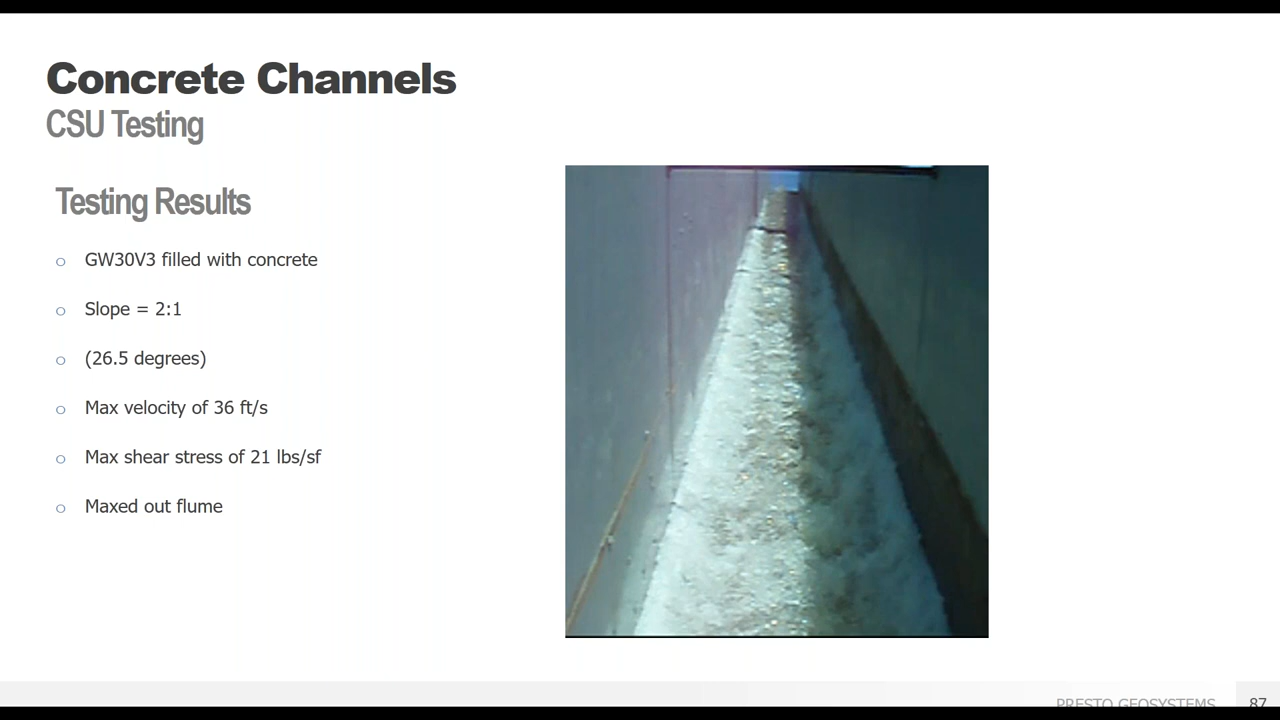 Concrete Channels
CSU Testing
Testing Results
GW30V3 filled with concrete
Slope = 2:1
(26.5 degrees)
Max velocity of 36 ft/s
Max shear stress of 21 lbs/sf
Maxed out flume
PRESTO GEOSYSTEMS
87